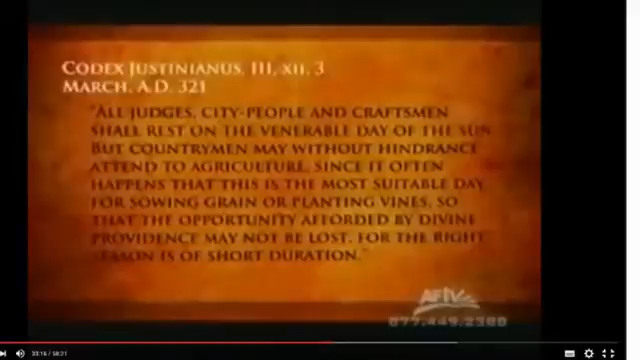 CODEX JUSTINIANUS, III, XII, 3
MARCH, A.D. 321
"ALL JUDGES, CITY-PEOPLE AND CRAFTSMEN
SHALL REST ON THE VENERABLE DAY OF THE SUN
BUT COUNTRYMEN MAY WITHOUT HINDRANCE
ATTEND TO AGRICULTURE, SINCE IT OFTEN
HAPPENS THAT THIS IS THE MOST SUITABLE DAY
FOR SOWING GRAIN OR PLANTING VINES, SO
THAT THE OPPORTUNITY AFFORDED BY DIVINE
PROVIDENCE MAY NOT BE LOST, FOR THE RIGHT
SEASON IS OF SHORT DURATION."
AFTV